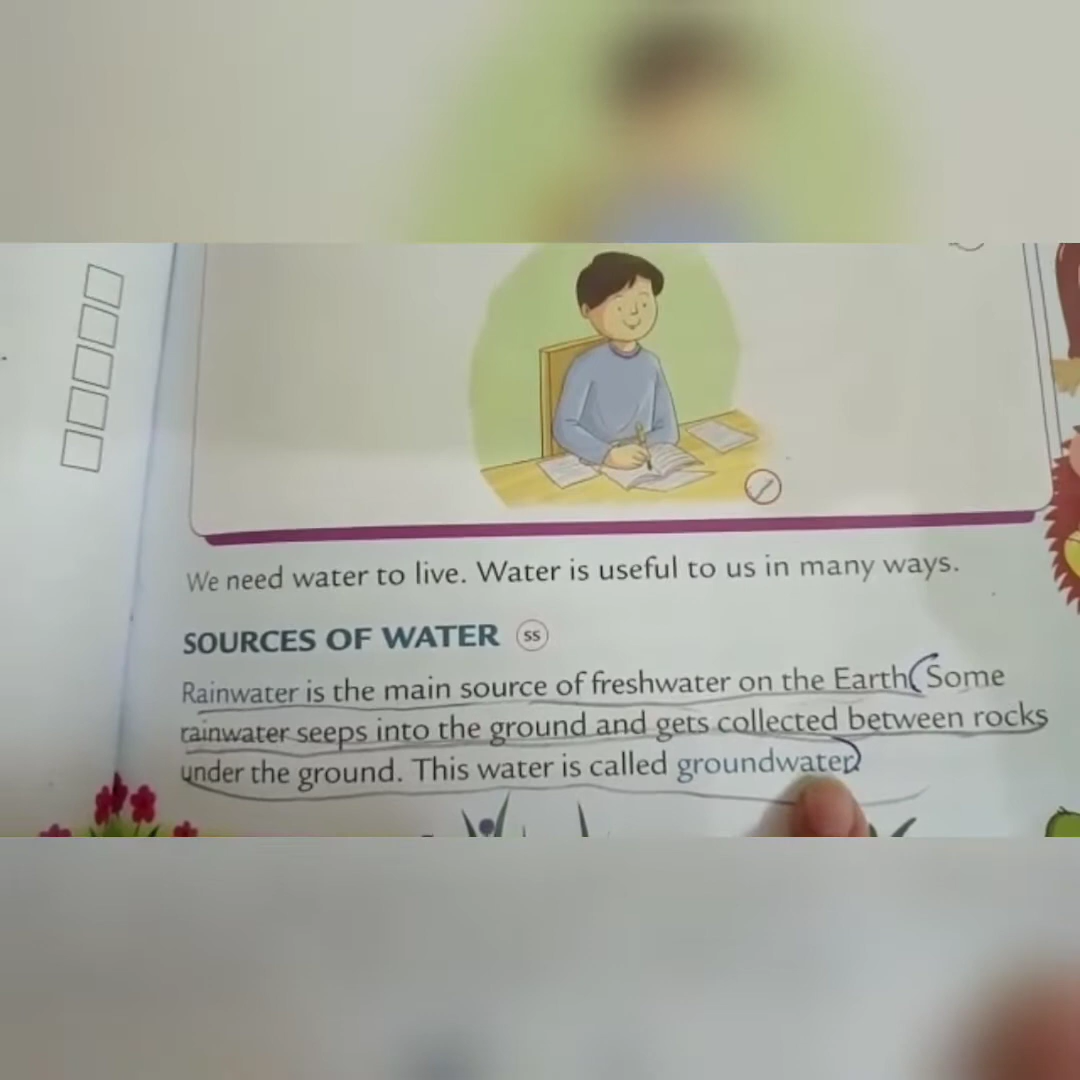 We need water to live. Water is useful to us in many ways.
SOURCES OF WATER SS
Rainwater is the main source of freshwater on the Earth. Some
rainwater seeps into the ground and gets collected between rocks
under the ground. This water is called groundwater.